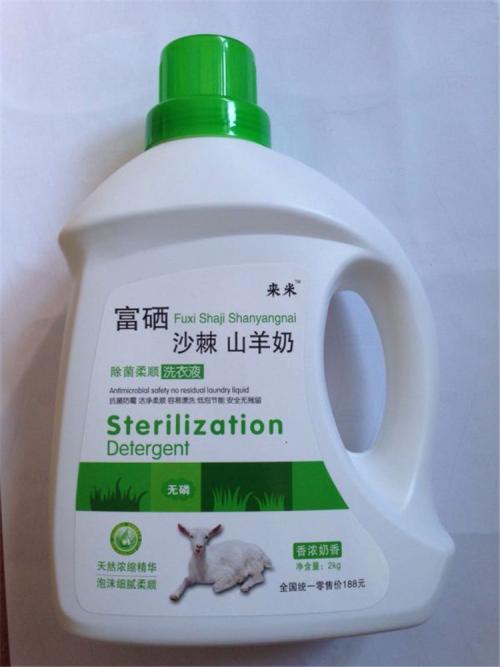 来米™
富硒 Fuxi Shaji Shanyangnai
沙棘 山羊奶
除菌柔顺 洗衣液
Antimicrobial safety no residual laundry liquid
抗菌防霉 洁净柔顺 容易漂洗 低泡节能 安全无残留
Sterilization
Detergent
无磷
天然浓缩精华
泡沫细腻柔顺
香浓奶香
净含量：2kg
全国统一零售价188元